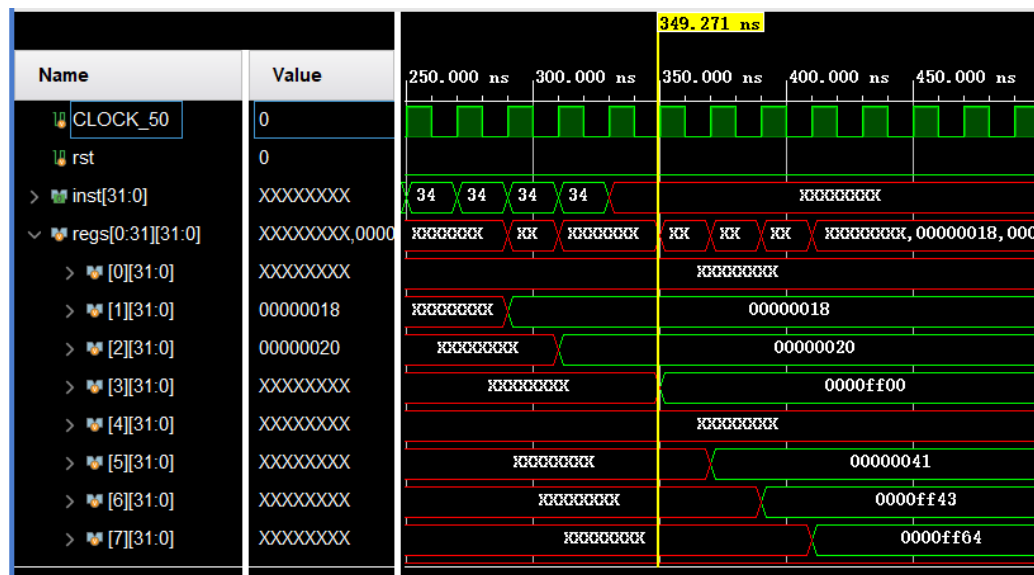 349.271 ns
Name Value 250.000 ns 300.000 ns 350.000 ns 400.000 ns 450.000 ns
CLOCK_50 0
rst 0
inst[31:0] XXXXXXXX 34 34 34 34 XXXXXXXX
regs[0:31][31:0] XXXXXXXX,0000 XXXXXXX XX XXXXXXXX XX XX XX XXXXXXXX,00000018,000
[0][31:0] XXXXXXXX XXXXXXXX
[1][31:0] 00000018 XXXXXXXX 00000018
[2][31:0] 00000020 XXXXXXXX 00000020
[3][31:0] XXXXXXXX XXXXXXXX 0000ff00
[4][31:0] XXXXXXXX XXXXXXXX
[5][31:0] XXXXXXXX XXXXXXXX 00000041
[6][31:0] XXXXXXXX XXXXXXXX 0000ff43
[7][31:0] XXXXXXXX XXXXXXXX 0000ff64